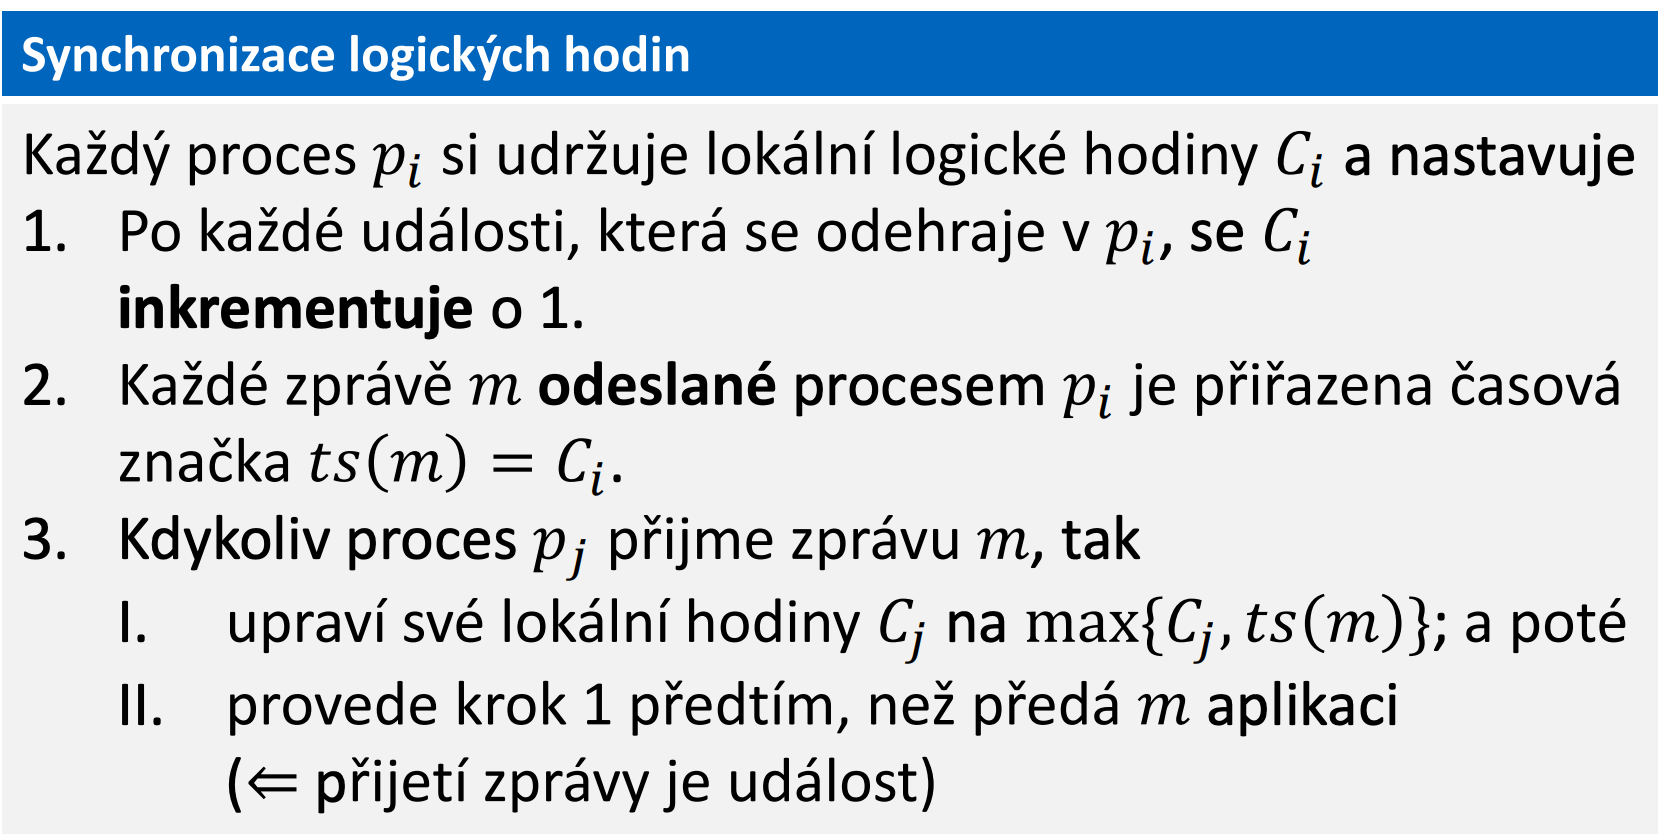 Synchronizace logických hodin
Každý proces p_i si udržuje lokální logické hodiny C_i a nastavuje
1. Po každé události, která se odehraje v p_i, se C_i
inkrementuje o 1.
2. Každé zprávě m odeslané procesem p_i je přiřazena časová
značka ts(m) = C_i.
3. Kdykoliv proces p_j přijme zprávu m, tak
I. upraví své lokální hodiny C_j na max{C_j, ts(m)}; a poté
II. provede krok 1 předtím, než předá m aplikaci
(⇐ přijetí zprávy je událost)